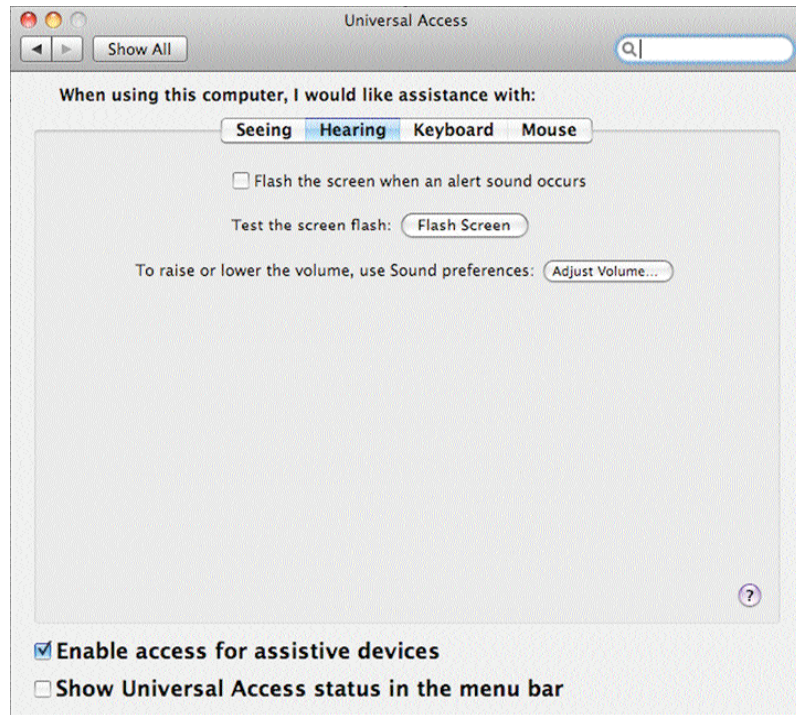 Universal Access
Show All
When using this computer, I would like assistance with:
Seeing Hearing Keyboard Mouse
Flash the screen when an alert sound occurs
Test the screen flash: Flash Screen
To raise or lower the volume, use Sound preferences: Adjust Volume...
?
Enable access for assistive devices
Show Universal Access status in the menu bar